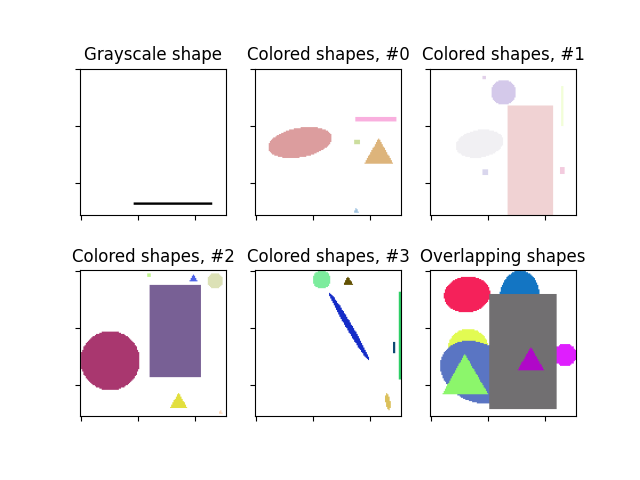 Grayscale shape
Colored shapes, #0
Colored shapes, #1
Colored shapes, #2
Colored shapes, #3
Overlapping shapes